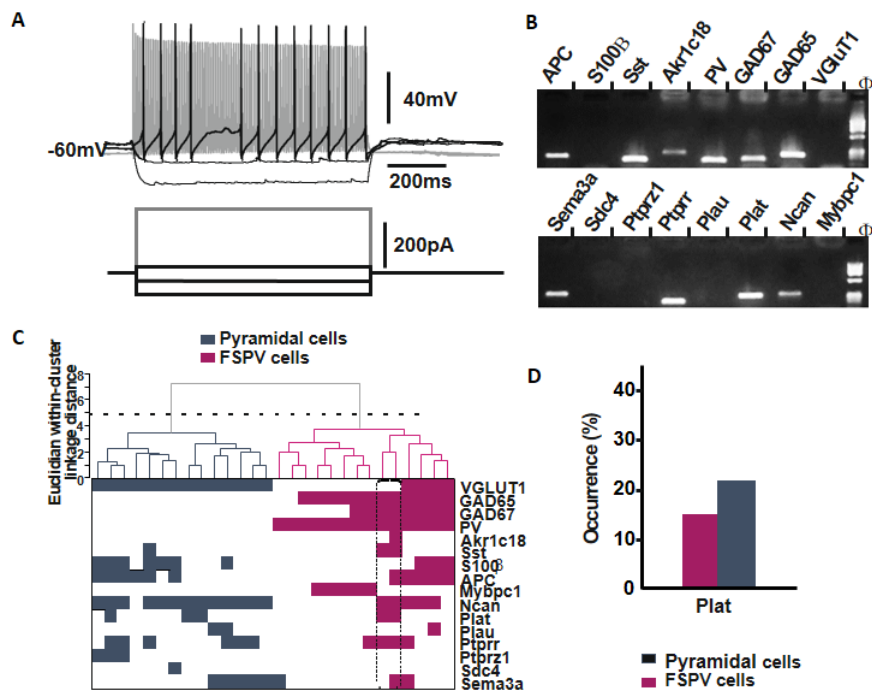 A
-60mV
40mV
200ms
200pA
B
APC S100β Sst Akr1c18 PV GAD67 GAD65 VGluT1 Φ
Sema3a Sdc4 Ptprz1 Ptprr Plau Plat Ncan Mybpc1 Φ
C
Pyramidal cells
FSPV cells
Euclidian within-cluster
linkage distance
8
6
4
2
0
VGLUT1
GAD65
GAD67
PV
Akr1c18
Sst
S100β
APC
Mybpc1
Ncan
Plat
Plau
Ptprr
Ptprz1
Sdc4
Sema3a
D
Occurrence (%)
40
30
20
10
0
Plat
Pyramidal cells
FSPV cells